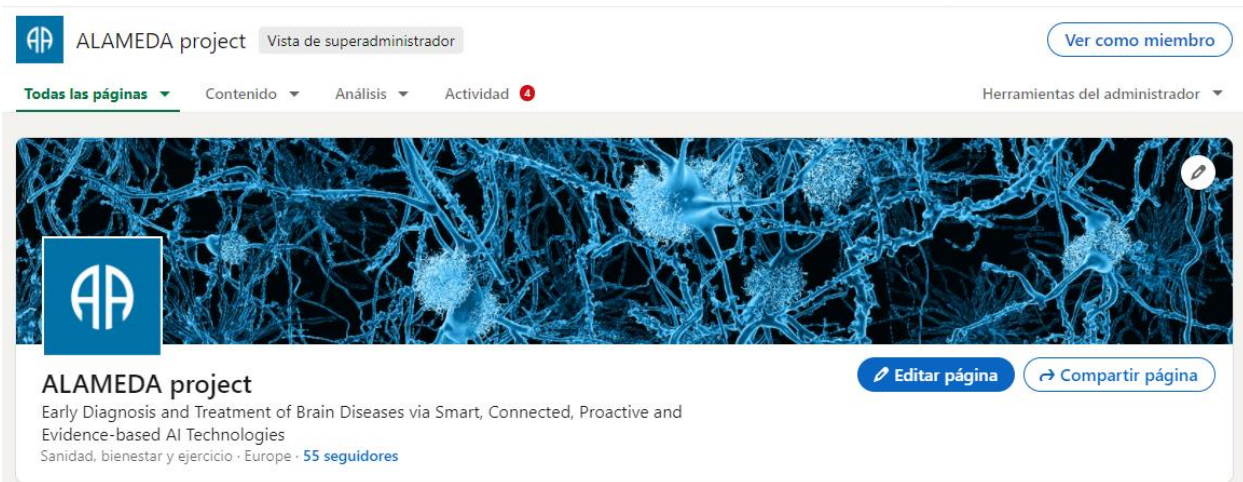 AA ALAMEDA project Vista de superadministrador Ver como miembro
Todas las páginas Contenido Análisis Actividad 4 Herramientas del administrador
AA
Editar página Compartir página
ALAMEDA project
Early Diagnosis and Treatment of Brain Diseases via Smart, Connected, Proactive and
Evidence-based AI Technologies
Sanidad, bienestar y ejercicio · Europe · 55 seguidores